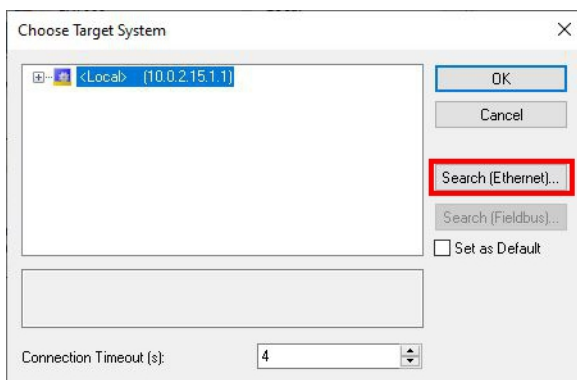 Choose Target System
<Local> (10.0.2.15.1.1)
OK
Cancel
Search (Ethernet)...
Search (Fieldbus)...
Set as Default
Connection Timeout (s):
4